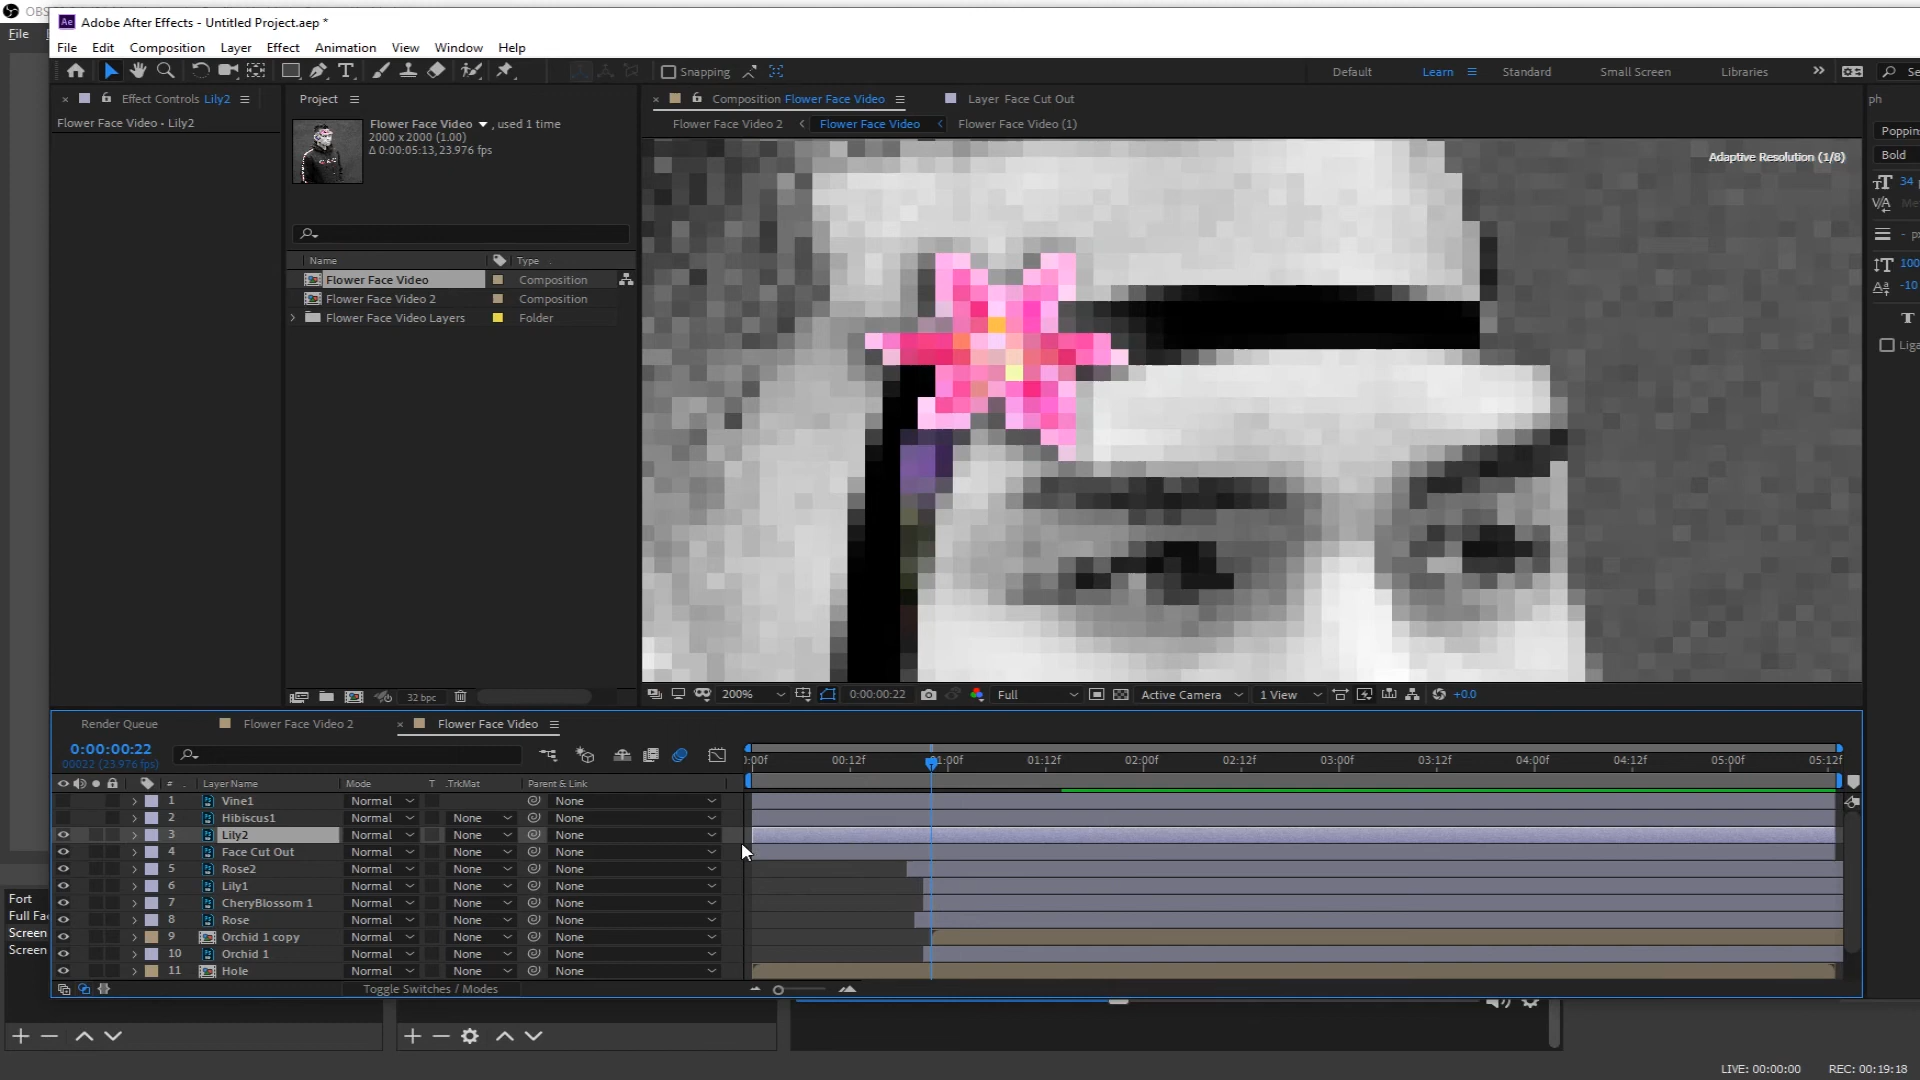 OBS
File
Adobe After Effects - Untitled Project.aep *
File Edit Composition Layer Effect Animation View Window Help
Snapping
Default Learn Standard Small Screen Libraries
Effect Controls Lily2
Flower Face Video • Lily2
Project
Flower Face Video , used 1 time
2000 x 2000 (1.00)
Δ 0:00:05:13, 23.976 fps
Name Type
Flower Face Video Composition
Flower Face Video 2 Composition
Flower Face Video Layers Folder
32 bpc
Composition Flower Face Video
Layer Face Cut Out
Flower Face Video 2 Flower Face Video Flower Face Video (1)
Adaptive Resolution (1/8)
200% 0:00:00:22 Full Active Camera 1 View +0.0
ph
Poppins
Bold
34
- px
100
-10
T
Liga
Render Queue Flower Face Video 2 Flower Face Video
0:00:00:22
00022 (23.976 fps)
# Layer Name Mode T .TrkMat Parent & Link
:00f 00:12f 01:00f 01:12f 02:00f 02:12f 03:00f 03:12f 04:00f 04:12f 05:00f 05:12f
1 Vine1 Normal None
2 Hibiscus1 Normal None None
3 Lily2 Normal None None
4 Face Cut Out Normal None None
5 Rose2 Normal None None
6 Lily1 Normal None None
7 CheryBlossom 1 Normal None None
8 Rose Normal None None
9 Orchid 1 copy Normal None None
10 Orchid 1 Normal None None
11 Hole Normal None None
Toggle Switches / Modes
Fort
Full Fac
Screen
Screen
LIVE: 00:00:00 REC: 00:19:18